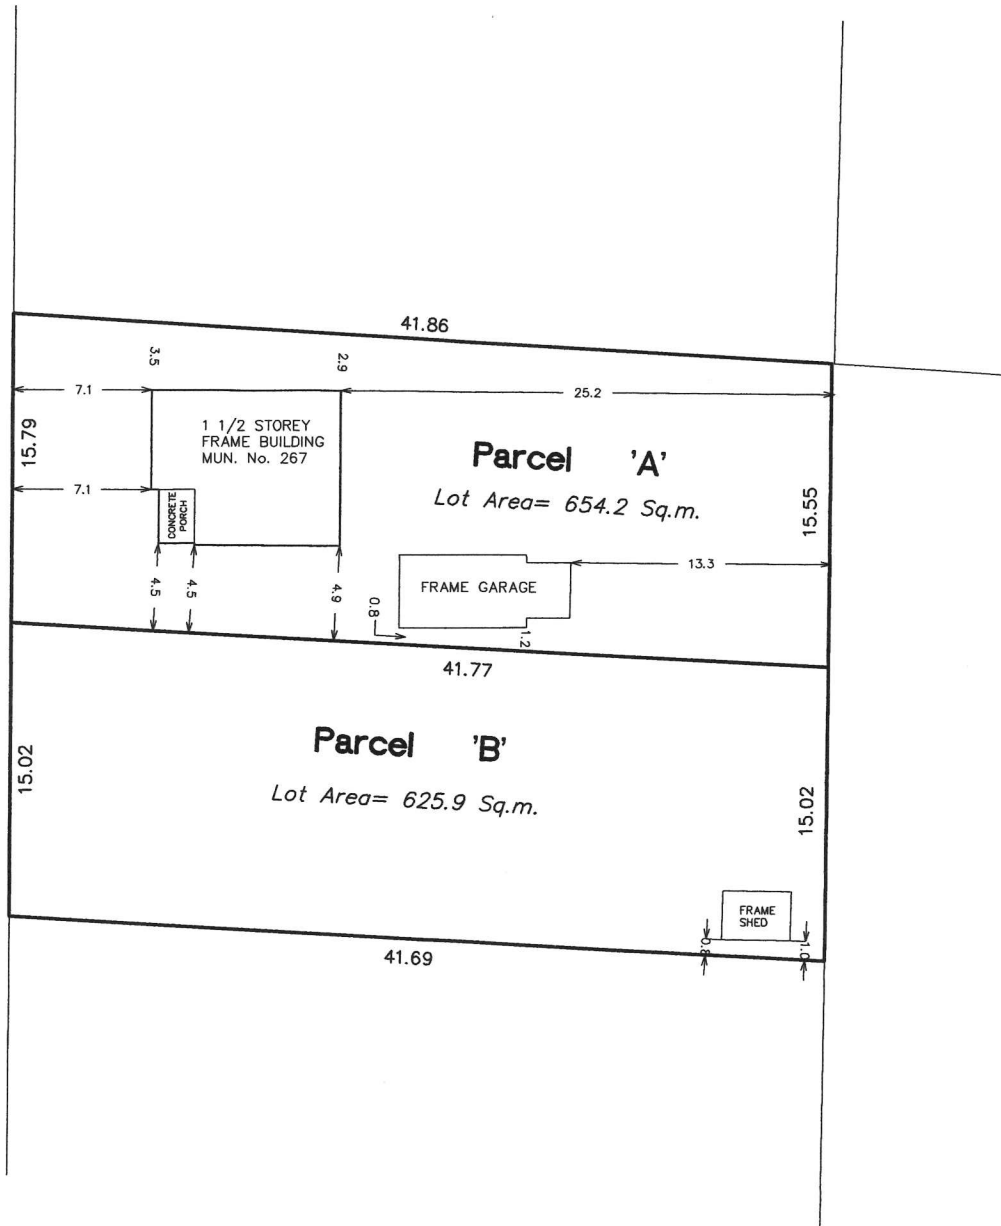 41.86
3.5
2.9
7.1
25.2
15.79
1 1/2 STOREY
FRAME BUILDING
MUN. No. 267
Parcel 'A'
Lot Area= 654.2 Sq.m.
15.55
7.1
CONCRETE
PORCH
13.3
FRAME GARAGE
4.5
4.5
4.9
0.8
1.2
41.77
Parcel 'B'
Lot Area= 625.9 Sq.m.
15.02
15.02
FRAME
SHED
0.8
1.0
41.69